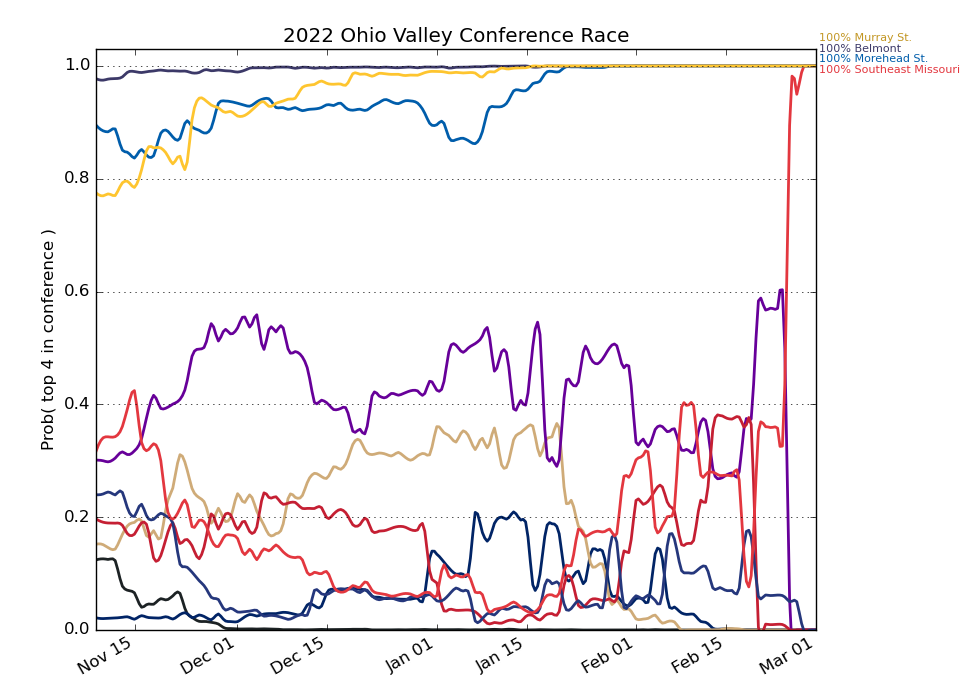 2022 Ohio Valley Conference Race
100% Murray St.
100% Belmont
100% Morehead St.
100% Southeast Missouri
Prob( top 4 in conference )
1.0
0.8
0.6
0.4
0.2
0.0
Nov 15
Dec 01
Dec 15
Jan 01
Jan 15
Feb 01
Feb 15
Mar 01